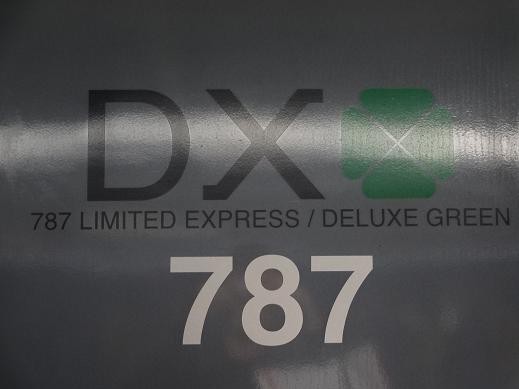 DX
787 LIMITED EXPRESS / DELUXE GREEN
787